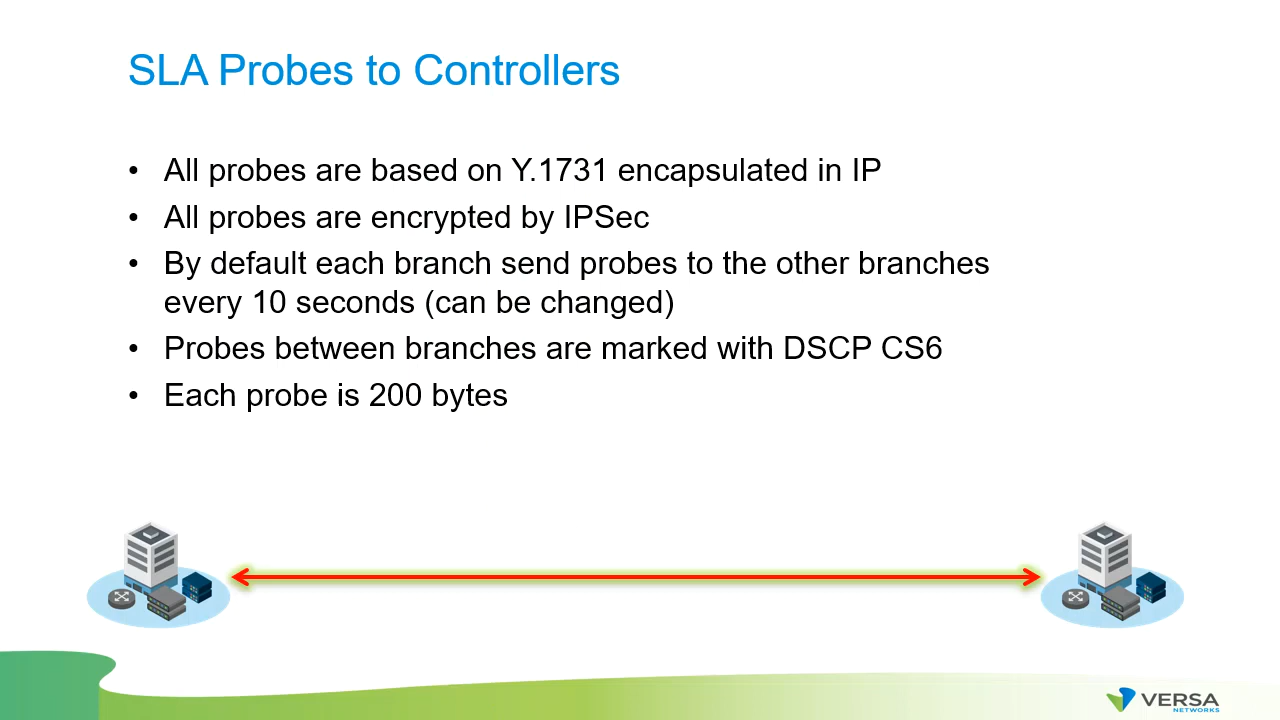 SLA Probes to Controllers
• All probes are based on Y.1731 encapsulated in IP
• All probes are encrypted by IPSec
• By default each branch send probes to the other branches
every 10 seconds (can be changed)
• Probes between branches are marked with DSCP CS6
• Each probe is 200 bytes
VERSA
NETWORKS